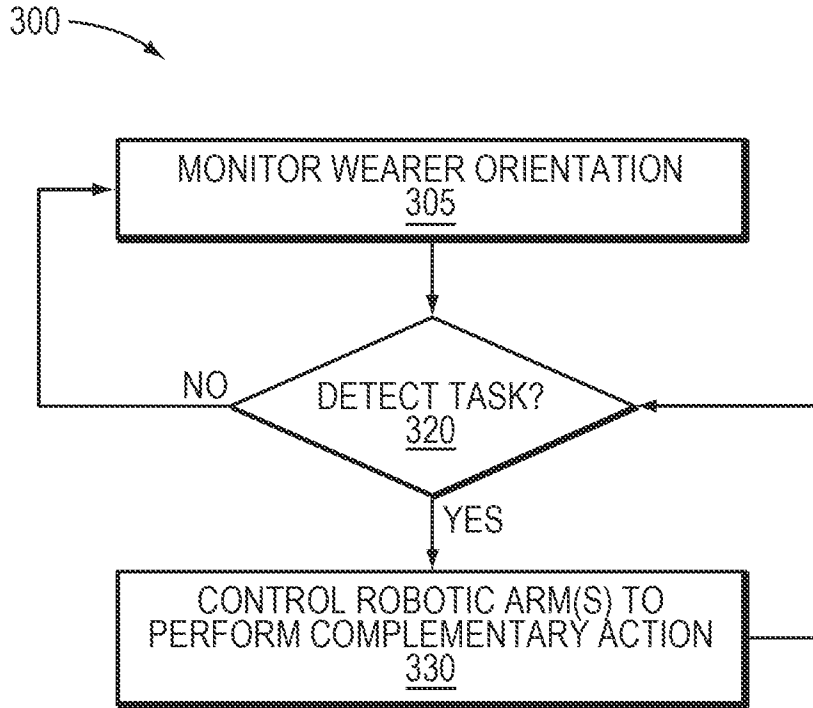 300
MONITOR WEARER ORIENTATION
305
NO
DETECT TASK?
320
YES
CONTROL ROBOTIC ARM(S) TO
PERFORM COMPLEMENTARY ACTION
330